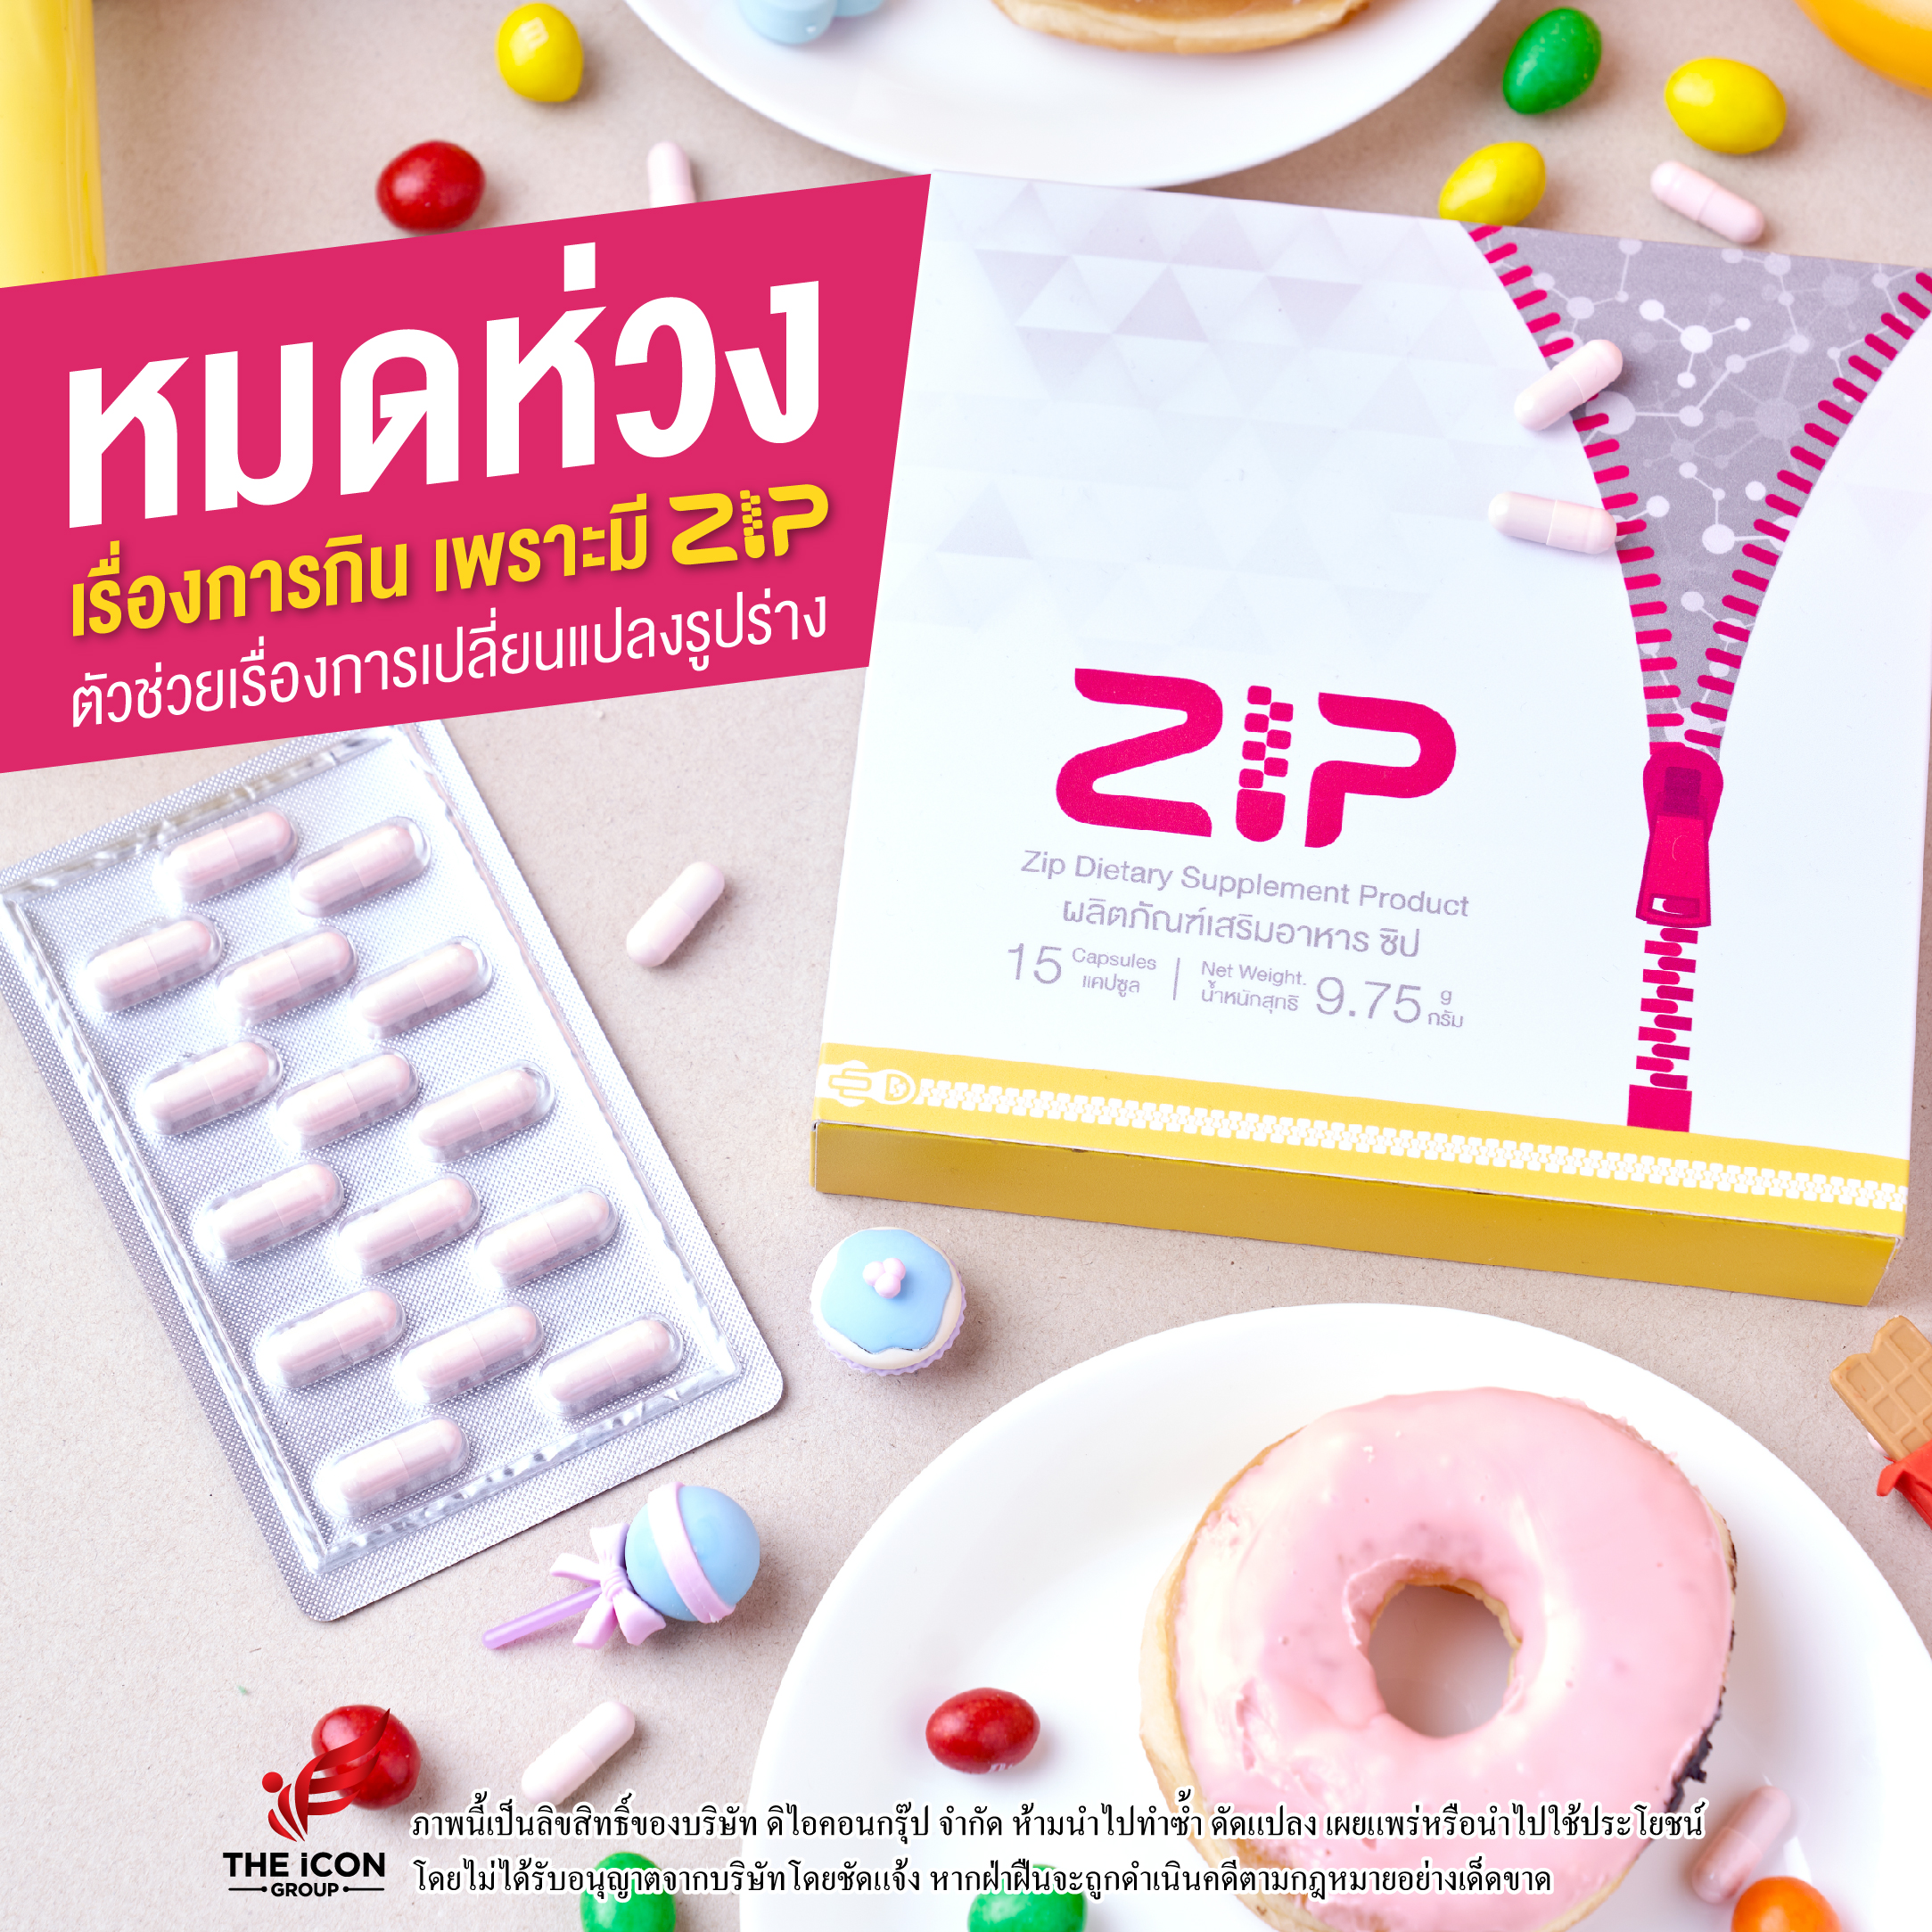 หมดห่วง
เรื่องการกิน เพราะมี ZIP
ตัวช่วยเรื่องการเปลี่ยนแปลงรูปร่าง
ZIP
Zip Dietary Supplement Product
ผลิตภัณฑ์เสริมอาหาร ซิป
15 Capsules แคปซูล | Net Weight. น้ำหนักสุทธิ 9.75 g กรัม
THE iCON
GROUP
ภาพนี้เป็นลิขสิทธิ์ของบริษัท ดิไอคอนกรุ๊ป จำกัด ห้ามนำไปทำซ้ำ ดัดแปลง เผยแพร่หรือนำไปใช้ประโยชน์
โดยไม่ได้รับอนุญาตจากบริษัทโดยชัดแจ้ง หากฝ่าฝืนจะถูกดำเนินคดีตามกฎหมายอย่างเด็ดขาด